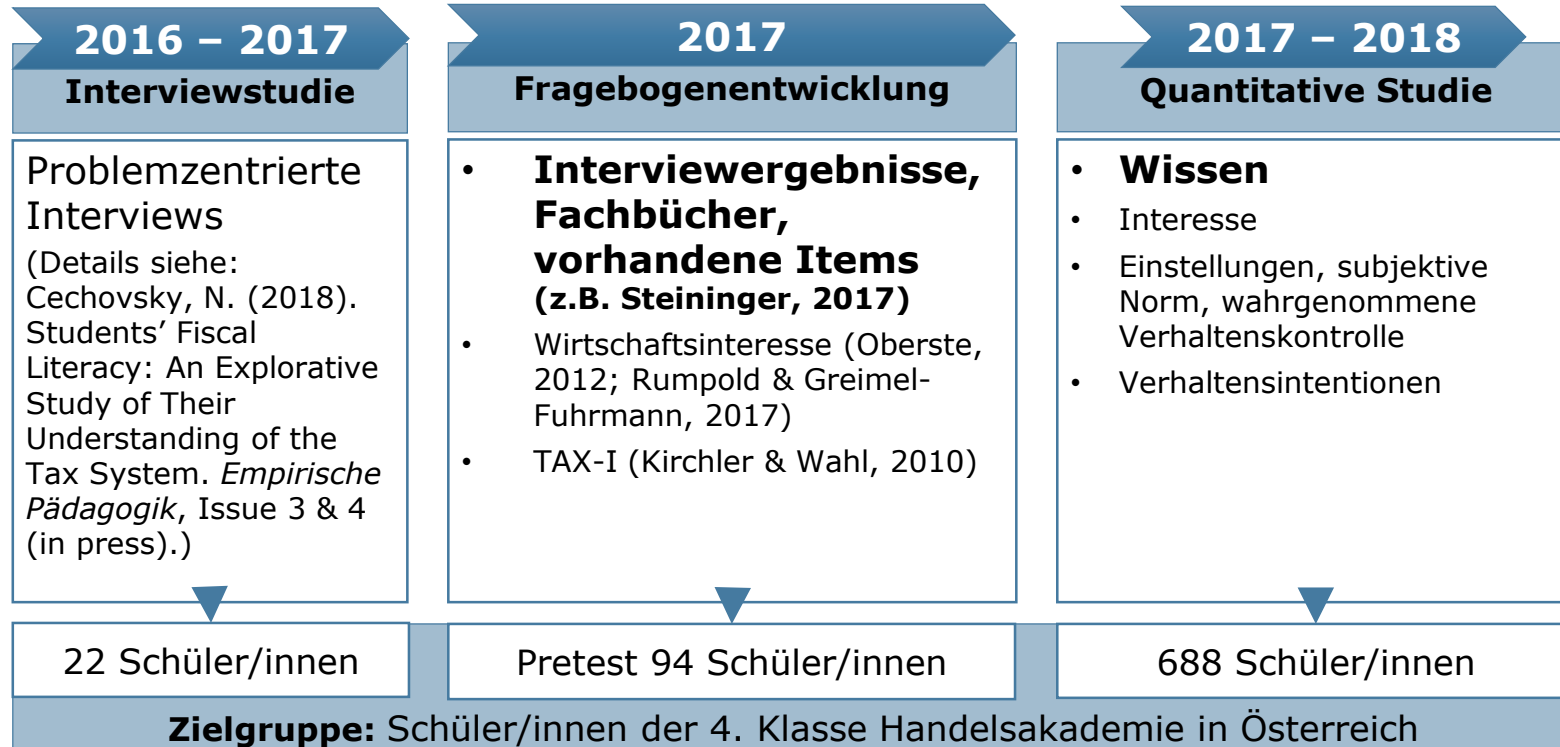 2016 – 2017
Interviewstudie
Problemzentrierte
Interviews
(Details siehe:
Cechovsky, N. (2018).
Students’ Fiscal
Literacy: An Explorative
Study of Their
Understanding of the
Tax System. Empirische
Pädagogik, Issue 3 & 4
(in press).)
22 Schüler/innen
2017
Fragebogenentwicklung
• Interviewergebnisse,
Fachbücher,
vorhandene Items
(z.B. Steininger, 2017)
• Wirtschaftsinteresse (Oberste,
2012; Rumpold & Greimel-
Fuhrmann, 2017)
• TAX-I (Kirchler & Wahl, 2010)
Pretest 94 Schüler/innen
2017 – 2018
Quantitative Studie
• Wissen
• Interesse
• Einstellungen, subjektive
Norm, wahrgenommene
Verhaltenskontrolle
• Verhaltensintentionen
688 Schüler/innen
Zielgruppe: Schüler/innen der 4. Klasse Handelsakademie in Österreich